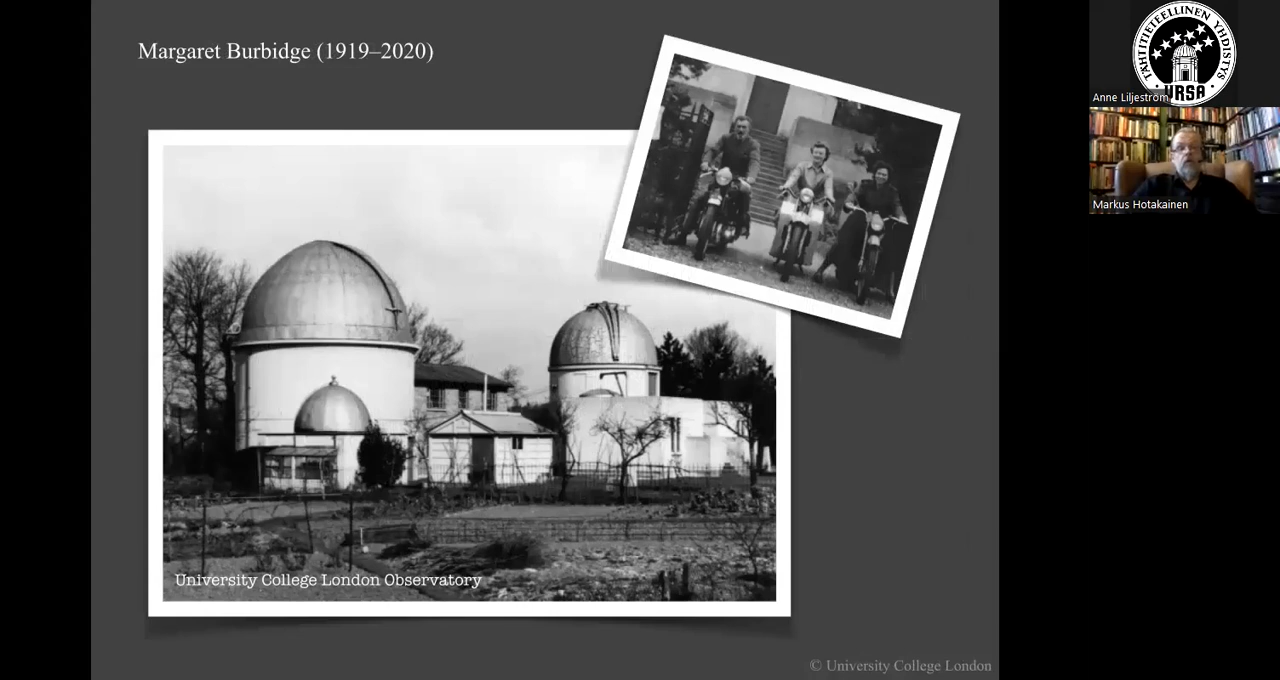 Margaret Burbidge (1919–2020)
University College London Observatory
© University College London
TÄHTITIETEELLINEN YHDISTYS
URSA
Anne Liljeström
Markus Hotakainen